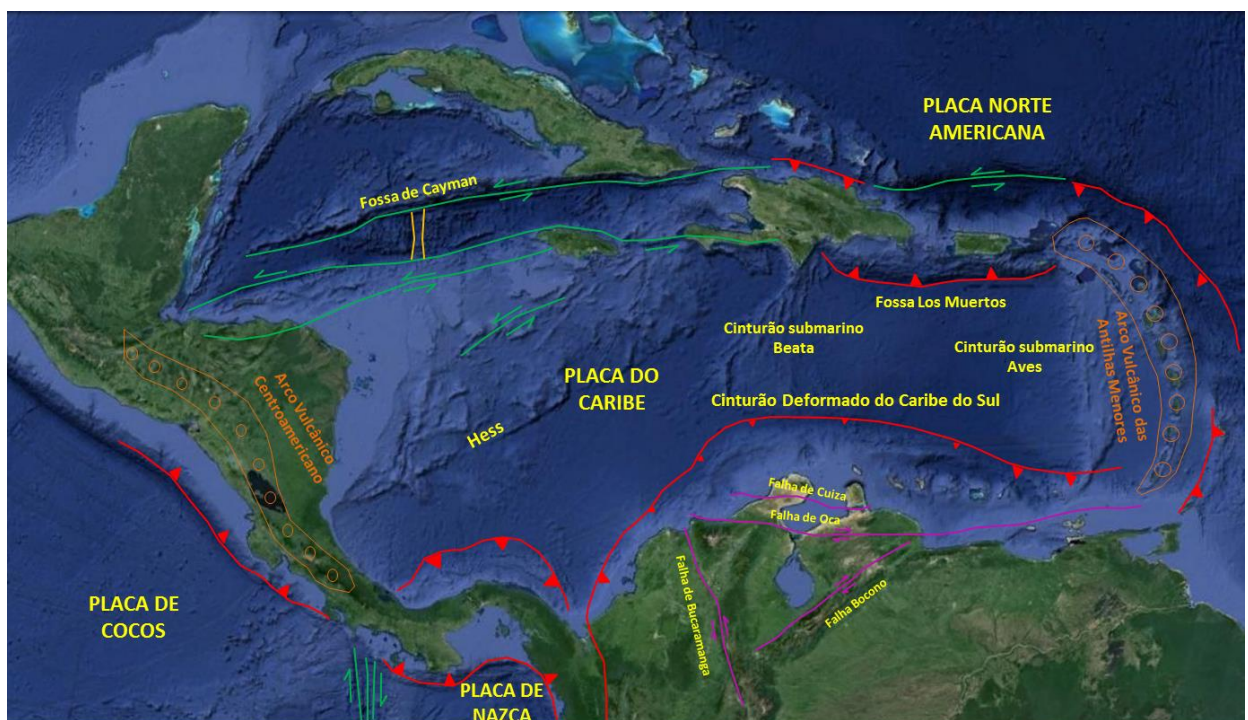 PLACA NORTE
AMERICANA
Fossa de Cayman
Fossa Los Muertos
Cinturão submarino
Beata
Cinturão submarino
Aves
Arco Vulcânico das
Antilhas Menores
PLACA DO
CARIBE
Arco Vulcânico
Centroamericano
Hess
Cinturão Deformado do Caribe do Sul
Falha de Cuiza
Falha de Oca
Falha de Bucaramanga
Falha Bocono
PLACA DE
COCOS
PLACA DE
NAZCA